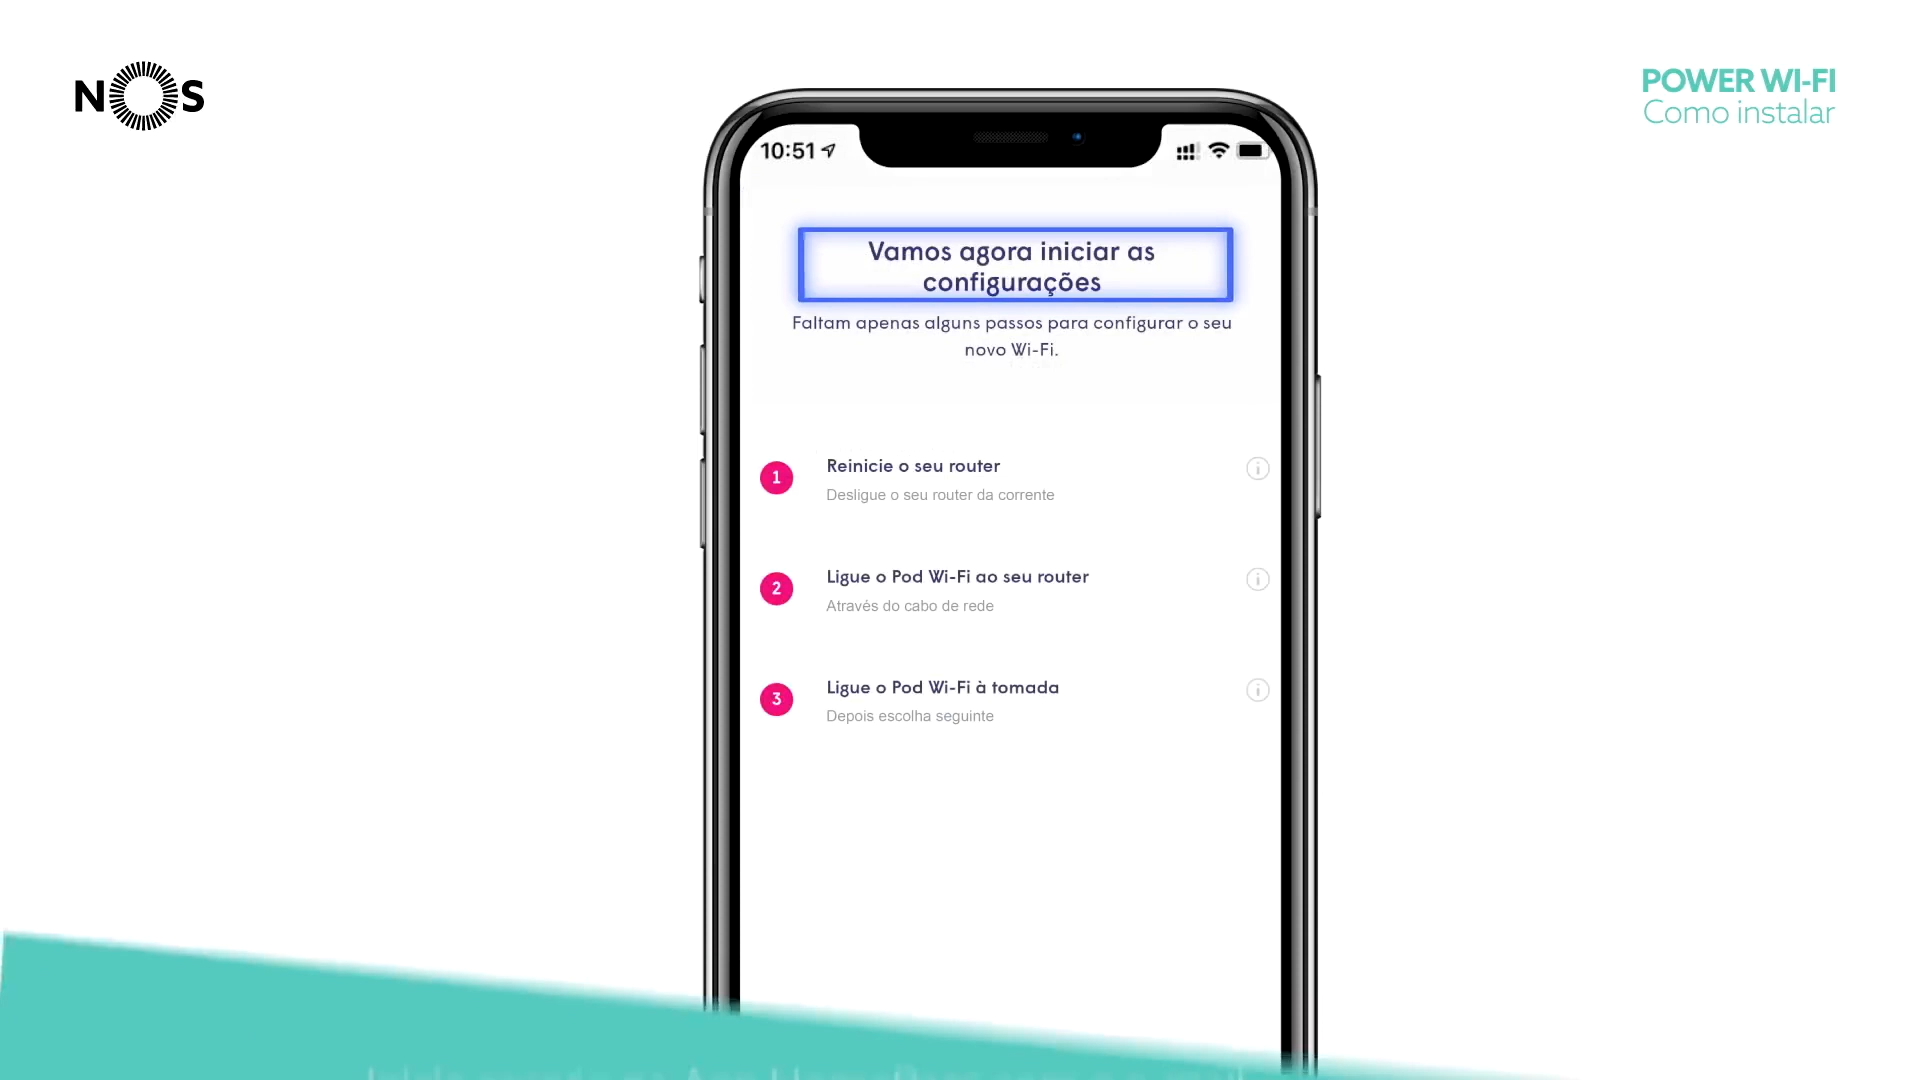 NOS
POWER WI-FI
Como instalar
10:51
Vamos agora iniciar as
configurações
Faltam apenas alguns passos para configurar o seu
novo Wi-Fi.
1
Reinicie o seu router
Desligue o seu router da corrente
2
Ligue o Pod Wi-Fi ao seu router
Através do cabo de rede
3
Ligue o Pod Wi-Fi à tomada
Depois escolha seguinte